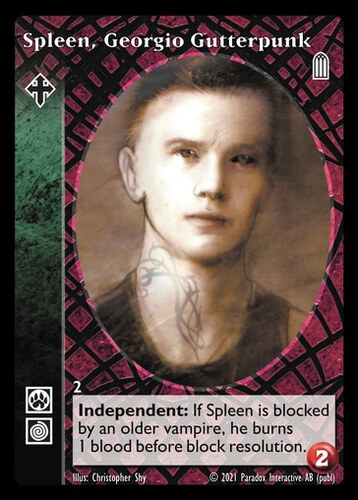 Spleen, Georgio Gutterpunk
2
Independent: If Spleen is blocked
by an older vampire, he burns
1 blood before block resolution.
2
Illus: Christopher Shy © 2021 Paradox Interactive AB (publ)